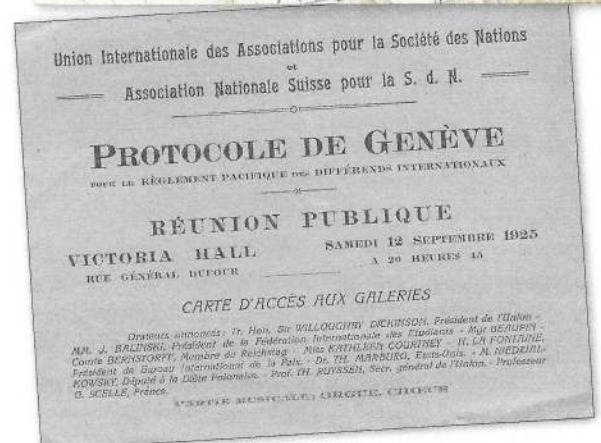 Union Internationale des Associations pour la Société des Nations
et
Association Nationale Suisse pour la S. d. N.
PROTOCOLE DE GENÈVE
POUR LE RÈGLEMENT PACIFIQUE DES DIFFÉRENDS INTERNATIONAUX
RÉUNION PUBLIQUE
VICTORIA HALL
RUE GÉNÉRAL DUFOUR
SAMEDI 12 SEPTEMBRE 1925
A 20 HEURES 45
CARTE D'ACCÈS AUX GALERIES
Orateurs annoncés: Tr. Hon. Sir WILLOUGHBY DICKINSON, Président de l'Union -
MM. J. BALINSKI, Président de la Fédération Internationale des Etudiants - Mgr BEAUPIN -
Comte BERNSTORFF, Membre du Reichstag - Miss KATHLEEN COURTNEY - H. LA FONTAINE,
Président du Bureau International de la Paix. - Dr. TH. MARBURG, Etats-Unis. - M. NIEDZIAL-
KOWSKY, Député à la Diète Polonaise. - Prof. TH. RUYSSEN, Secr. général de l'Union. - Professeur
G. SCELLE, France.
PARTIE MUSICALE: ORGUE, CHŒUR